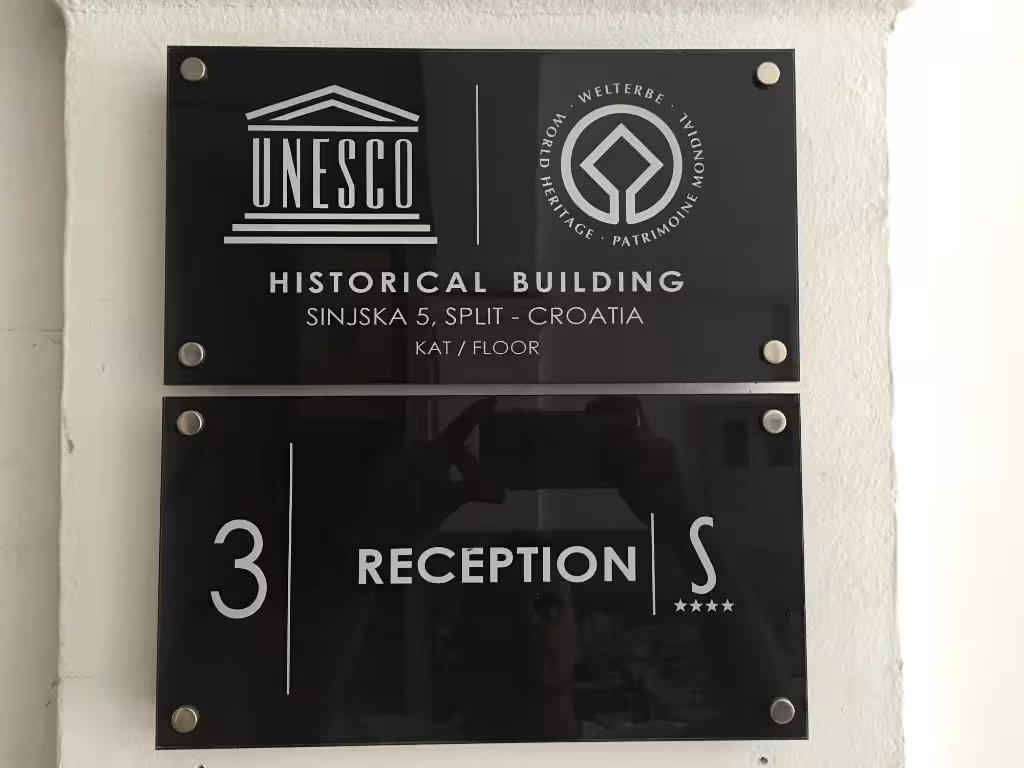 UNESCO
WELTERBE · WORLD HERITAGE · PATRIMOINE MONDIAL ·
HISTORICAL BUILDING
SINJSKA 5, SPLIT - CROATIA
KAT / FLOOR
3
RECEPTION
S
★★★★